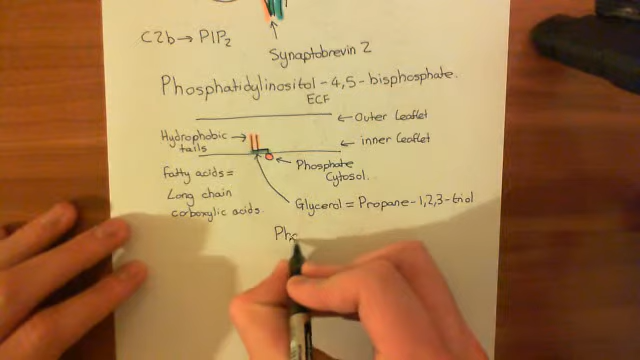 C2b → PIP2
Synaptobrevin 2
Phosphatidylinositol-4,5-bisphosphate.
ECF
← Outer Leaflet
Hydrophobic → tails
← inner Leaflet
← Phosphate
Cytosol...
Fatty acids =
Long chain
carboxylic acids.
Glycerol = Propane-1,2,3-triol
Pho